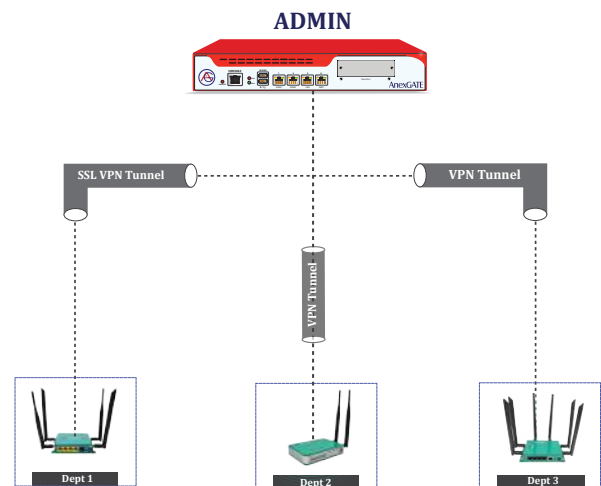 ADMIN
AnexGATE
SSL VPN Tunnel
VPN Tunnel
VPN Tunnel
Dept 1
Dept 2
Dept 3